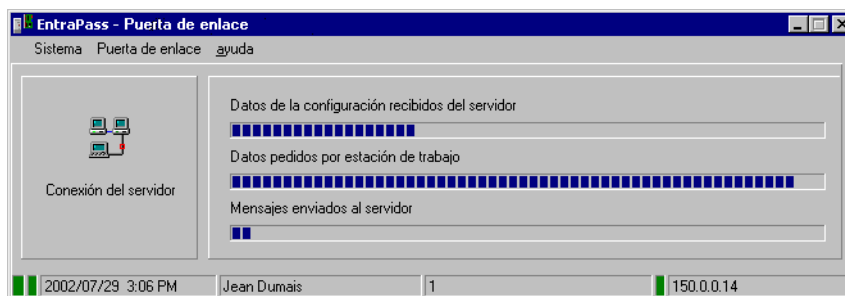 EntraPass - Puerta de enlace
Sistema Puerta de enlace ayuda
Datos de la configuración recibidos del servidor
Datos pedidos por estación de trabajo
Conexión del servidor
Mensajes enviados al servidor
2002/07/29 3:06 PM Jean Dumais 1 150.0.0.14